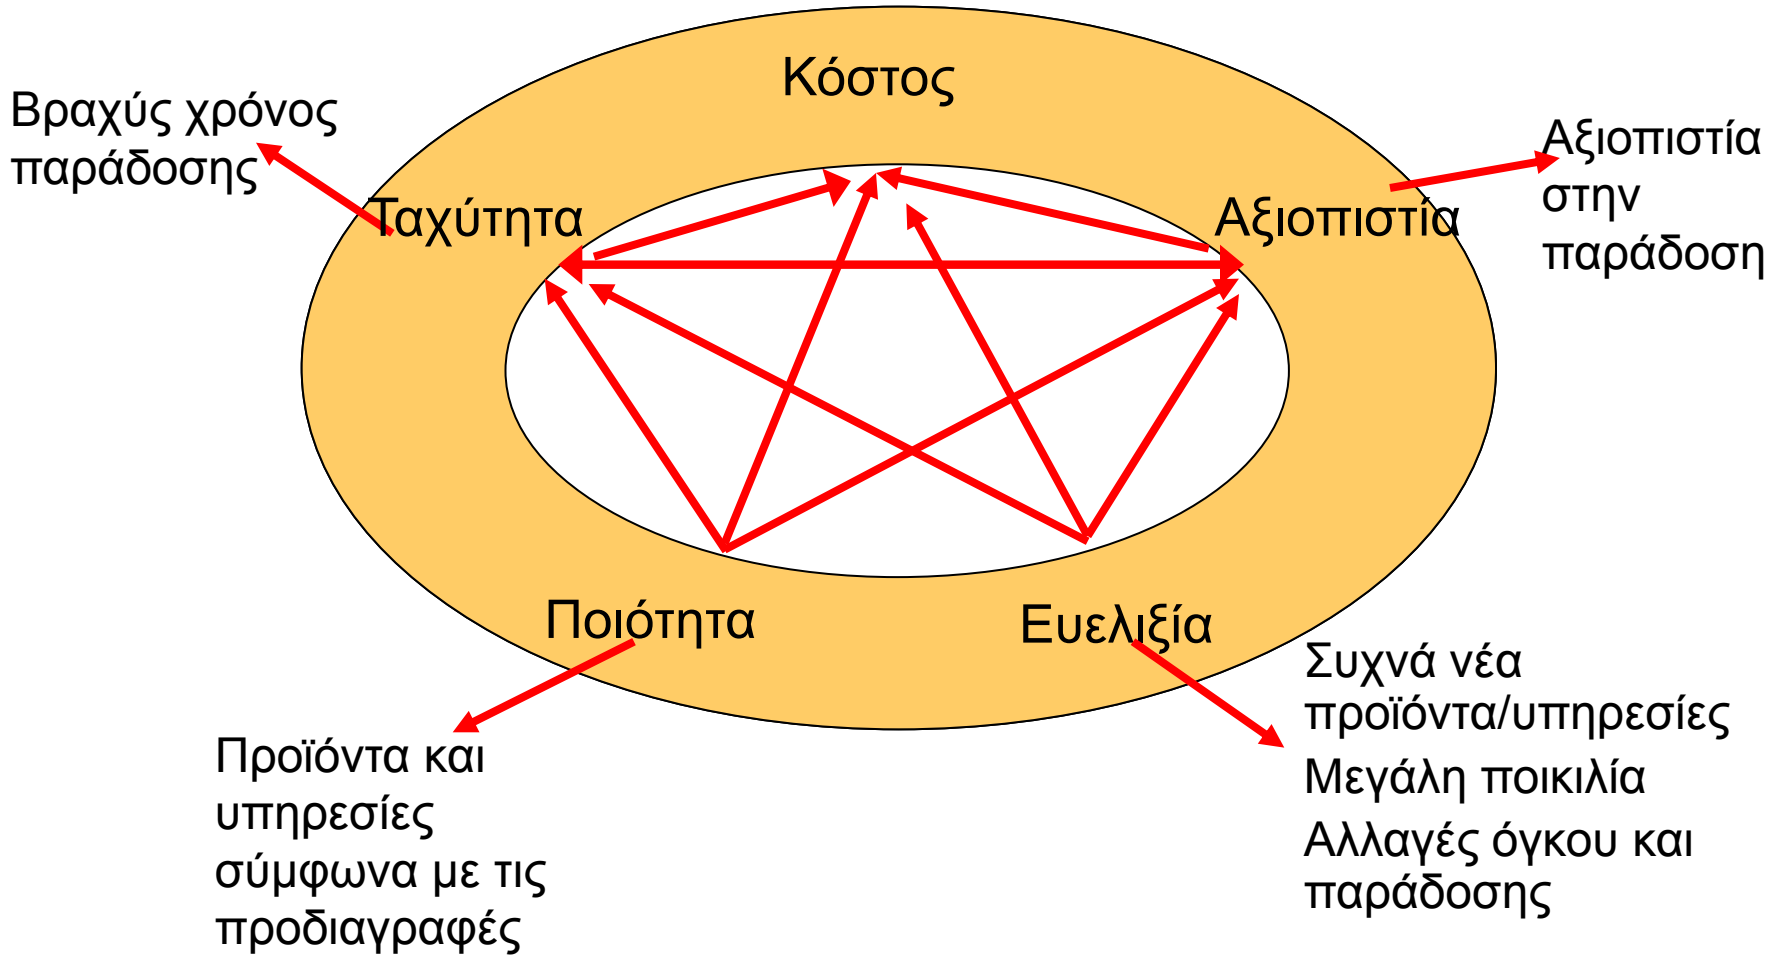 Κόστος
Βραχύς χρόνος
παράδοσης
Αξιοπιστία
στην
παράδοση
Ταχύτητα
Αξιοπιστία
Ποιότητα
Ευελιξία
Προϊόντα και
υπηρεσίες
σύμφωνα με τις
προδιαγραφές
Συχνά νέα
προϊόντα/υπηρεσίες
Μεγάλη ποικιλία
Αλλαγές όγκου και
παράδοσης